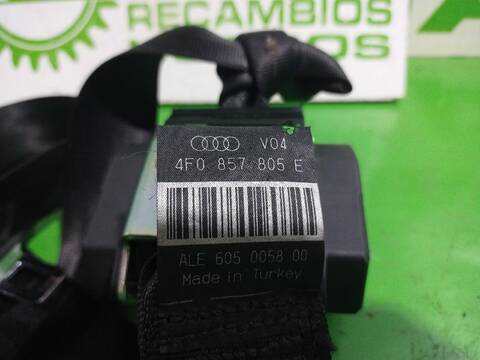 RECAMBIOS
V04
4F0 857 805 E
ALE 605 0058 00
Made in Turkey